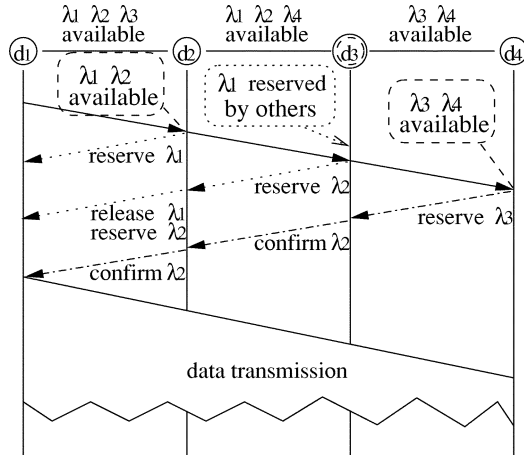 λ1 λ2 λ3
available
λ1 λ2 λ4
available
λ3 λ4
available
d1
d2
d3
d4
λ1 λ2
available
λ1 reserved
by others
λ3 λ4
available
reserve λ1
reserve λ2
release λ1
reserve λ2
reserve λ3
confirm λ2
confirm λ2
data transmission